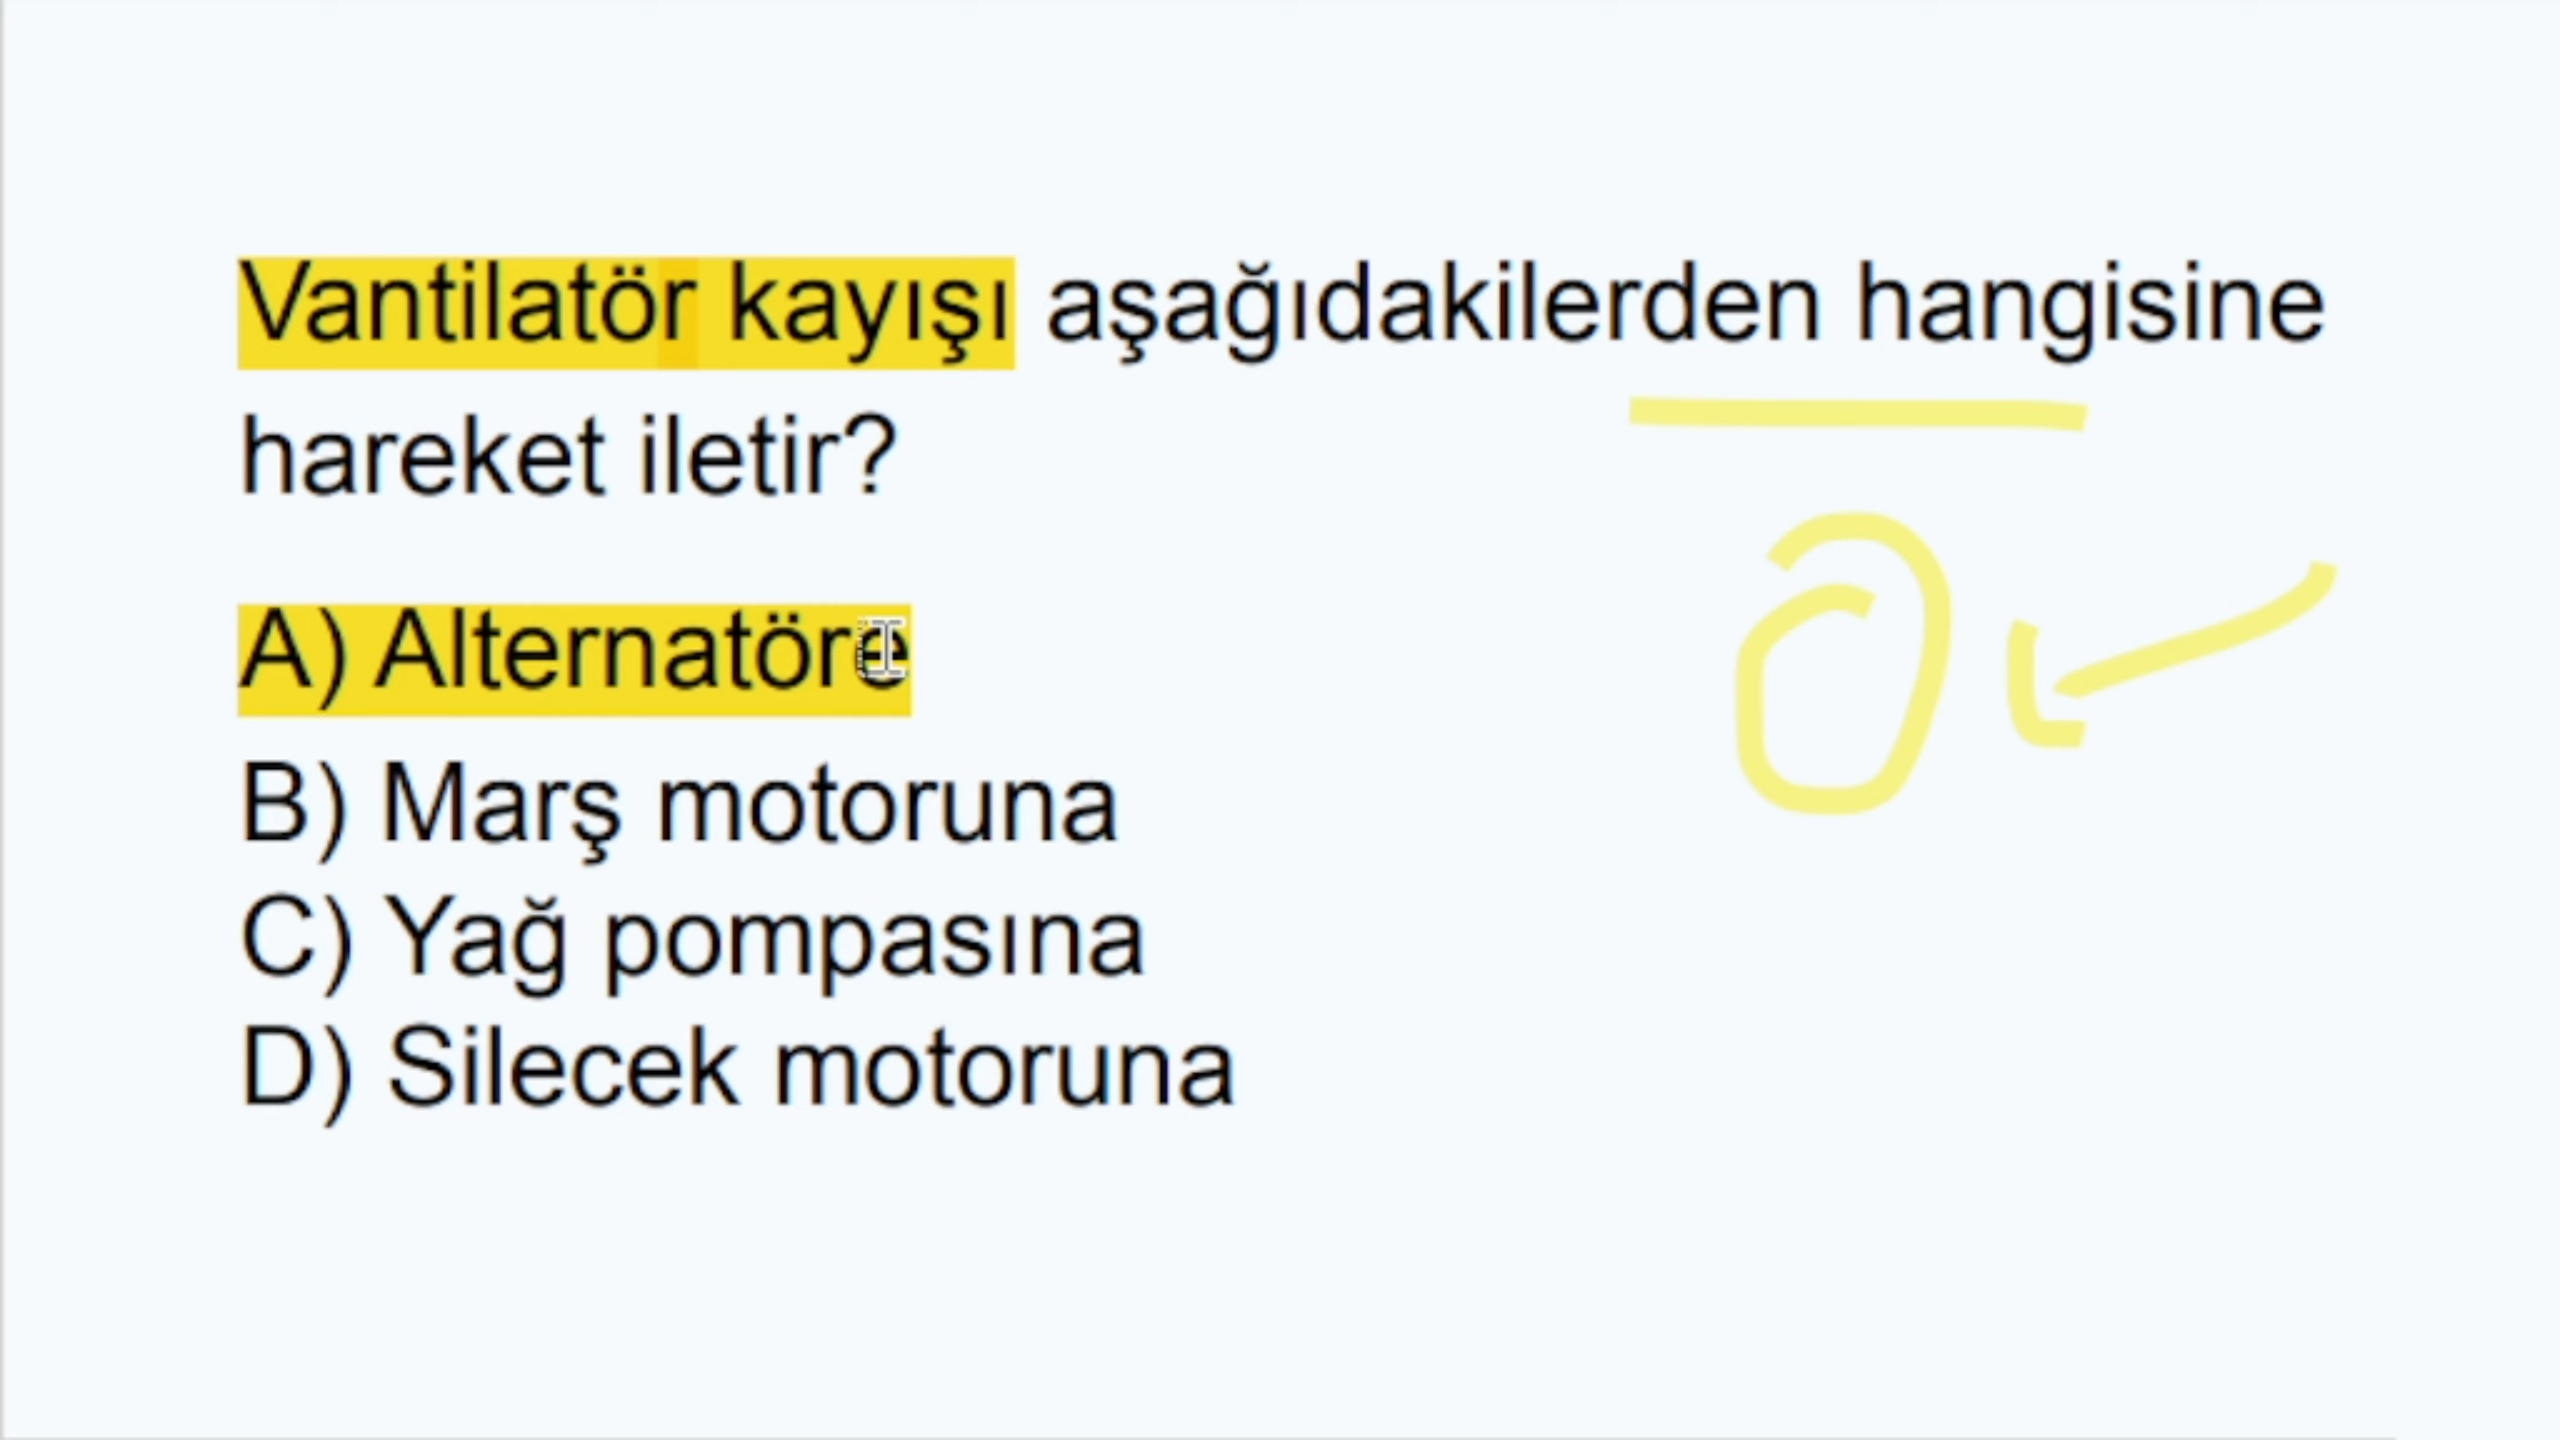 Vantilatör kayışı aşağıdakilerden hangisine
hareket iletir?
A) Alternatöre
B) Marş motoruna
C) Yağ pompasına
D) Silecek motoruna